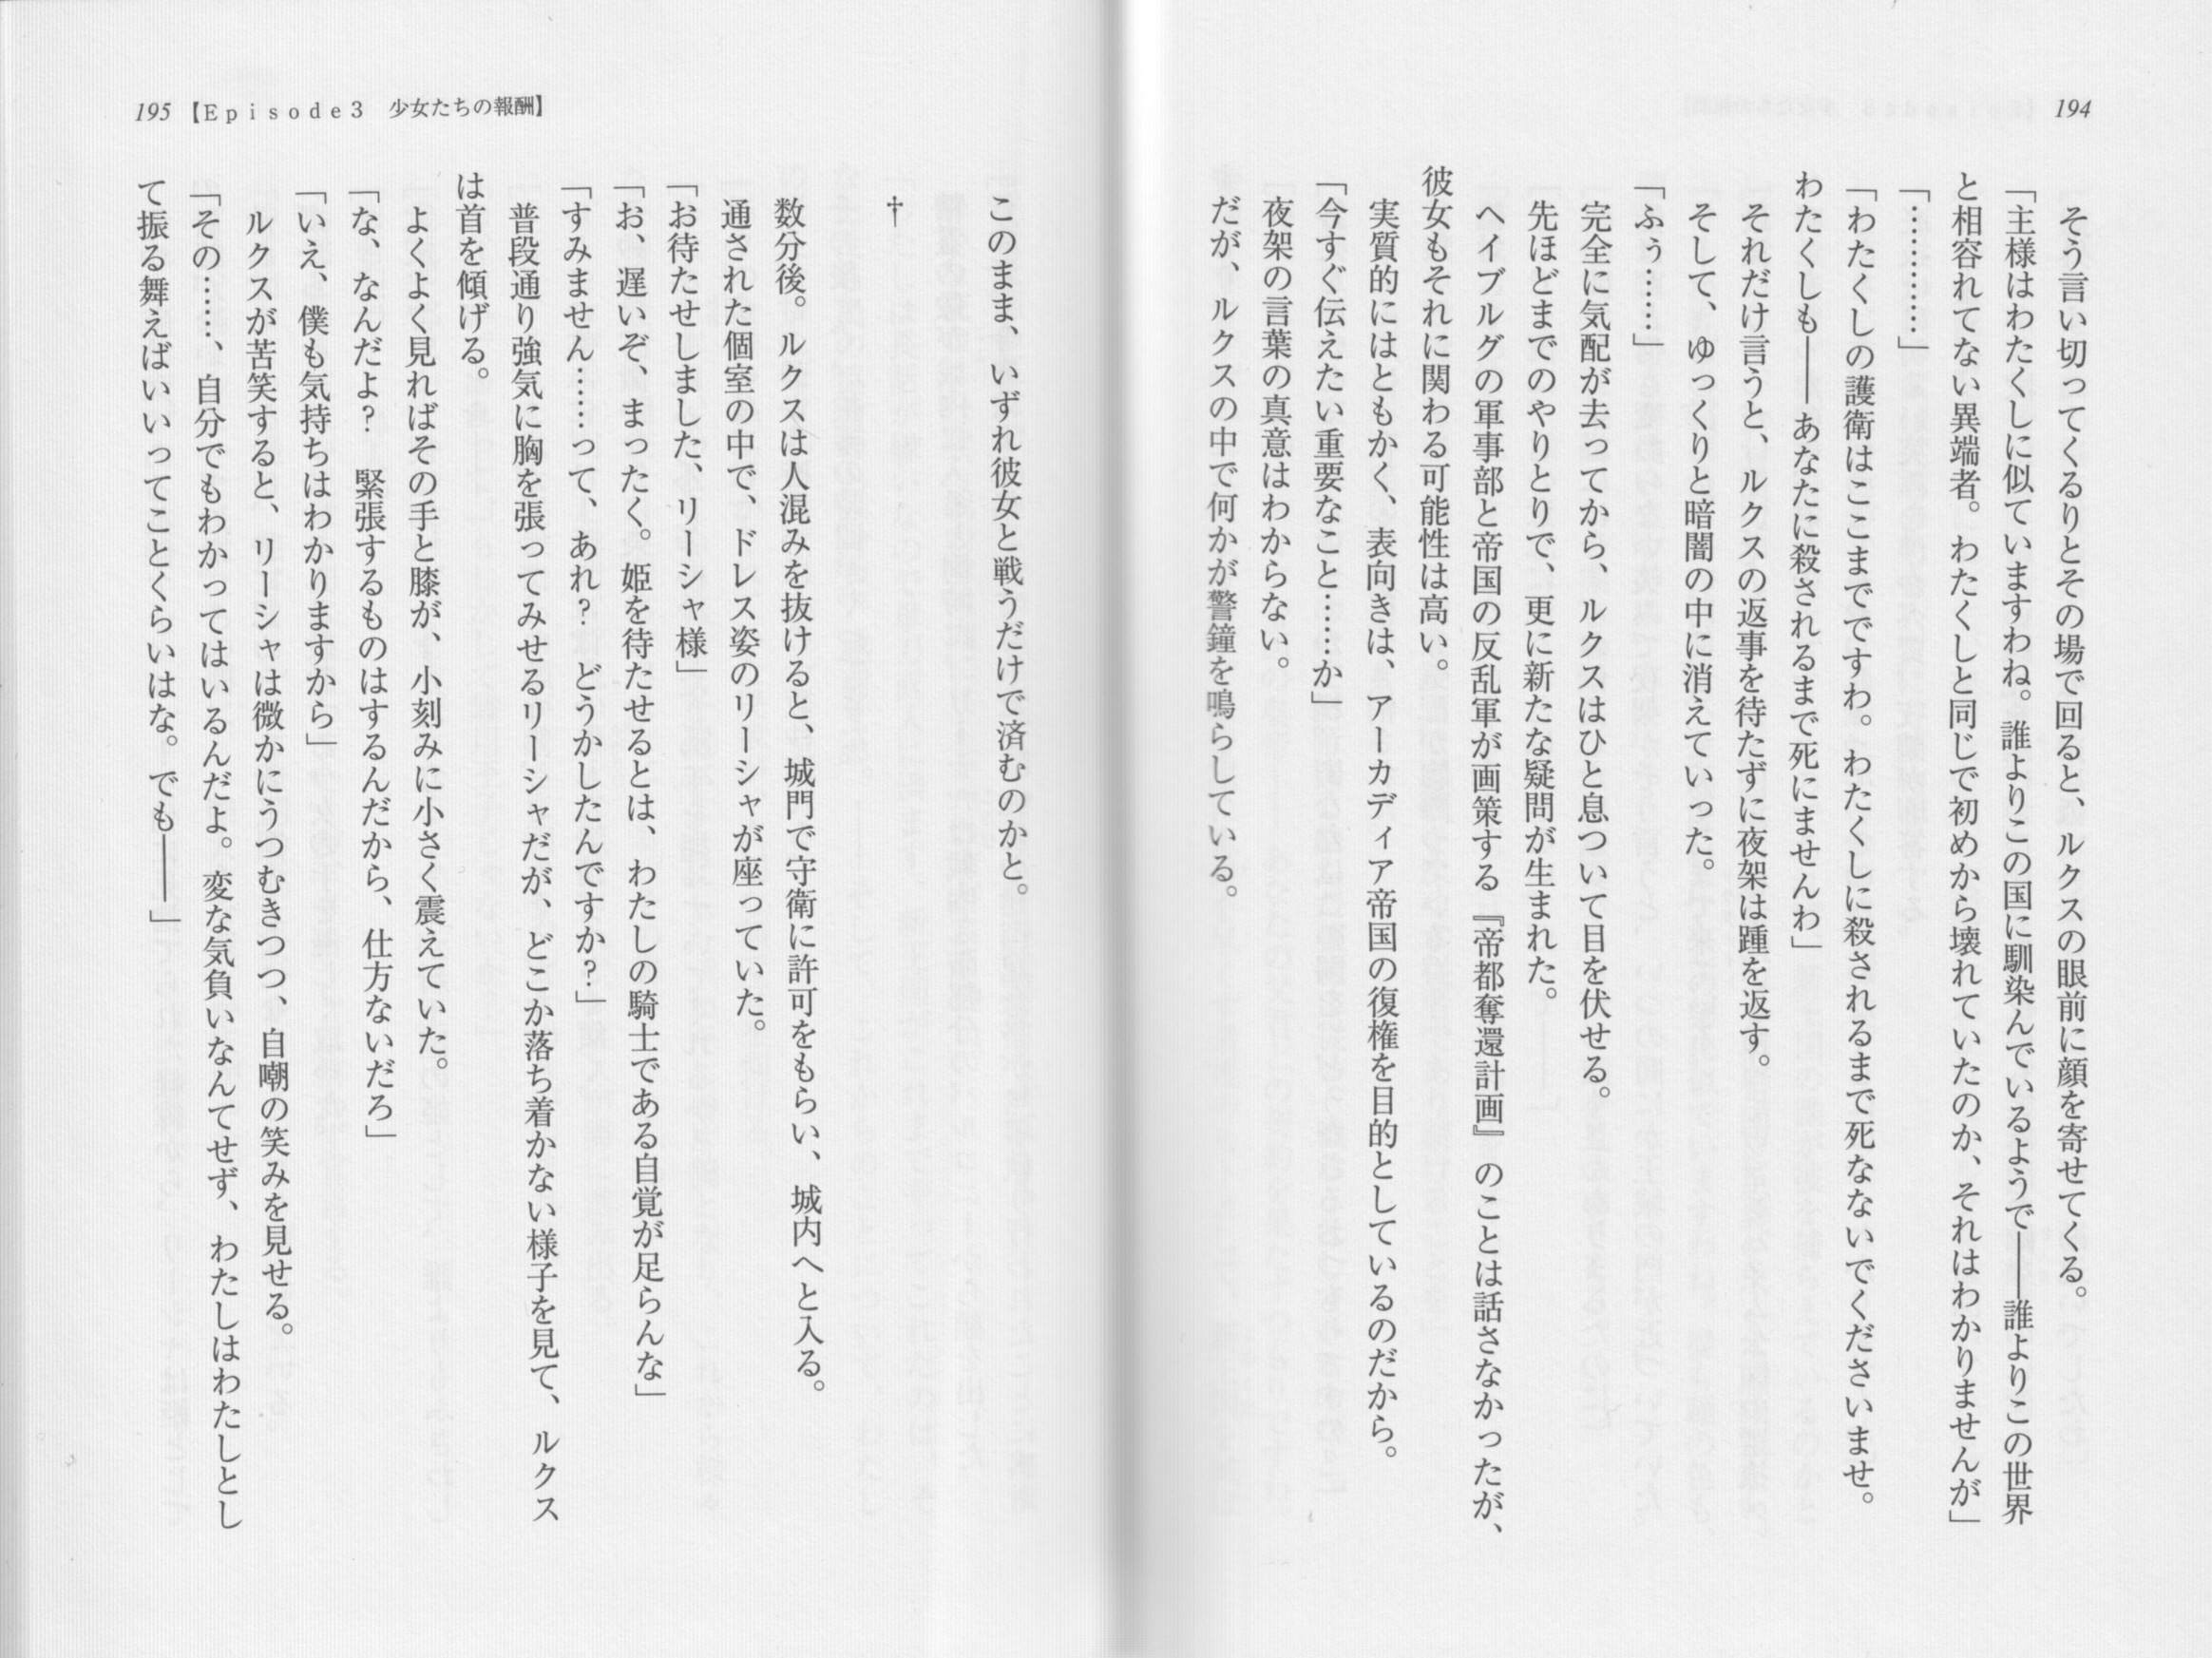 194
そう言い切ってくるりとその場で回ると、ルクスの眼前に顔を寄せてくる。
「主様はわたくしに似ていますわね。誰よりこの国に馴染んでいるようで――誰よりこの世界
と相容れてない異端者。わたくしと同じで初めから壊れていたのか、それはわかりませんが」
「…………」
「わたくしの護衛はここまでですわ。わたくしに殺されるまで死なないでくださいませ。
わたくしも――あなたに殺されるまで死にませんわ」
それだけ言うと、ルクスの返事を待たずに夜架は踵を返す。
そして、ゆっくりと暗闇の中に消えていった。
「ふぅ……」
完全に気配が去ってから、ルクスはひと息ついて目を伏せる。
先ほどまでのやりとりで、更に新たな疑問が生まれた。
ヘイブルグの軍事部と帝国の反乱軍が画策する『帝都奪還計画』のことは話さなかったが、
彼女もそれに関わる可能性は高い。
実質的にはともかく、表向きは、アーカディア帝国の復権を目的としているのだから。
「今すぐ伝えたい重要なこと……か」
夜架の言葉の真意はわからない。
だが、ルクスの中で何かが警鐘を鳴らしている。
195【Episode3　少女たちの報酬】
このまま、いずれ彼女と戦うだけで済むのかと。
†
数分後。ルクスは人混みを抜けると、城門で守衛に許可をもらい、城内へと入る。
通された個室の中で、ドレス姿のリーシャが座っていた。
「お待たせしました、リーシャ様」
「お、遅いぞ、まったく。姫を待たせるとは、わたしの騎士である自覚が足らんな」
「すみません……って、あれ？　どうかしたんですか？」
普段通り強気に胸を張ってみせるリーシャだが、どこか落ち着かない様子を見て、ルクス
は首を傾げる。
よくよく見ればその手と膝が、小刻みに小さく震えていた。
「な、なんだよ？　緊張するものはするんだから、仕方ないだろ」
「いえ、僕も気持ちはわかりますから」
ルクスが苦笑すると、リーシャは微かにうつむきつつ、自嘲の笑みを見せる。
「その……、自分でもわかってはいるんだよ。変な気負いなんてせず、わたしはわたしとし
て振る舞えばいいってことくらいはな。でも――」